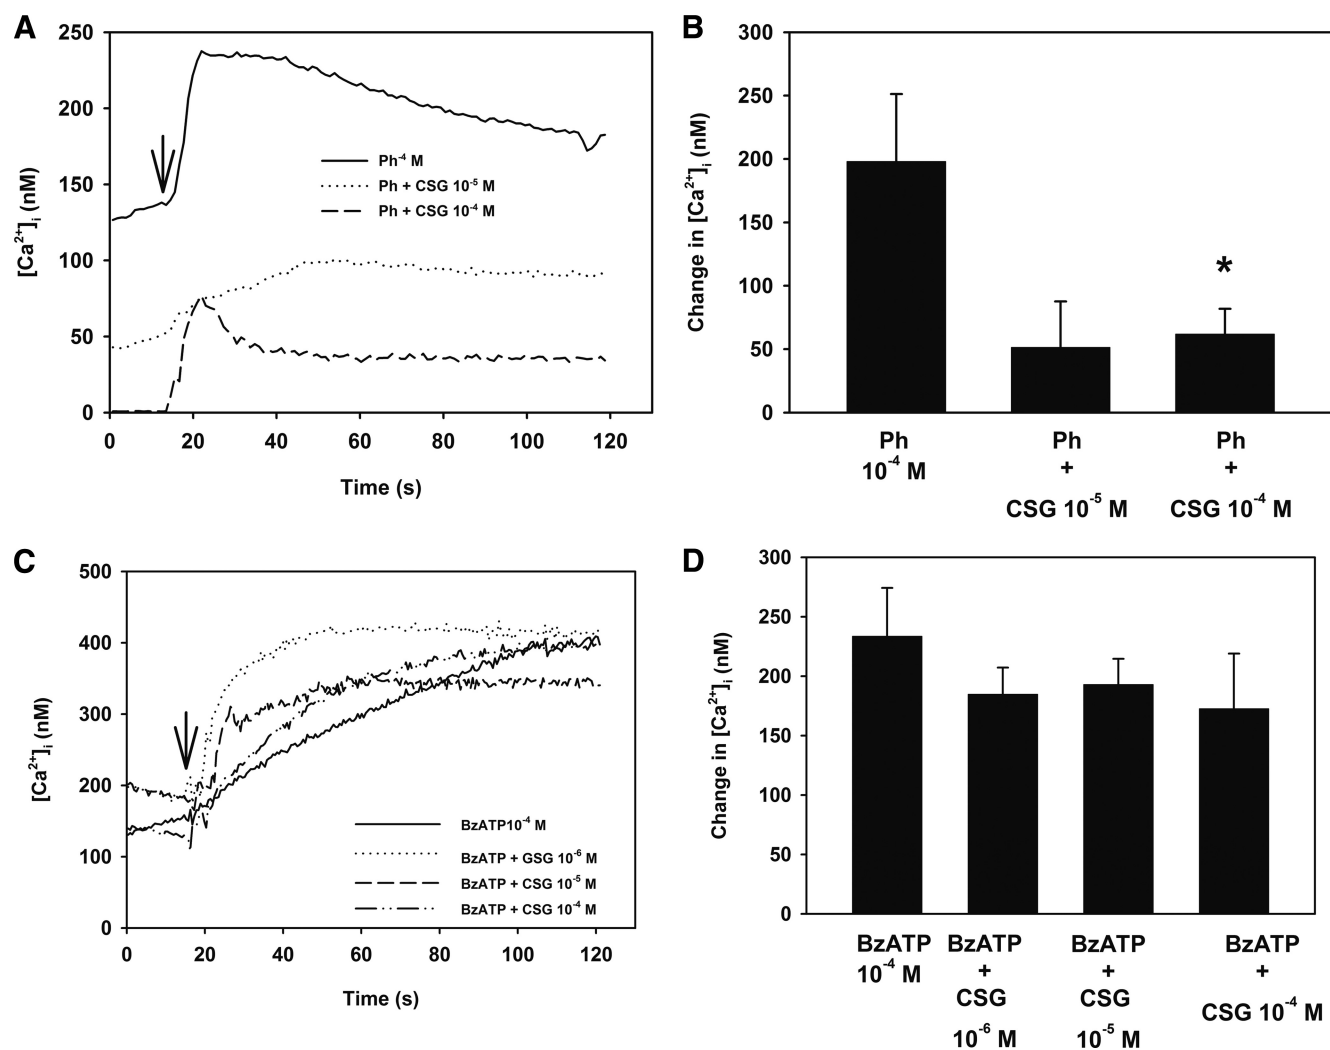 A
250
200
150
100
50
0
[Ca²⁺]ᵢ (nM)
Ph⁻⁴ M
Ph + CSG 10⁻⁵ M
Ph + CSG 10⁻⁴ M
0 20 40 60 80 100 120
Time (s)
B
300
250
200
150
100
50
0
Change in [Ca²⁺]ᵢ (nM)
*
Ph
10⁻⁴ M
Ph
+
CSG 10⁻⁵ M
Ph
+
CSG 10⁻⁴ M
C
500
400
300
200
100
0
[Ca²⁺]ᵢ (nM)
BzATP10⁻⁴ M
BzATP + GSG 10⁻⁶ M
BzATP + CSG 10⁻⁵ M
BzATP + CSG 10⁻⁴ M
0 20 40 60 80 100 120
Time (s)
D
300
250
200
150
100
50
0
Change in [Ca²⁺]ᵢ (nM)
BzATP
10⁻⁴ M
BzATP
+
CSG
10⁻⁶ M
BzATP
+
CSG
10⁻⁵ M
BzATP
+
CSG 10⁻⁴ M